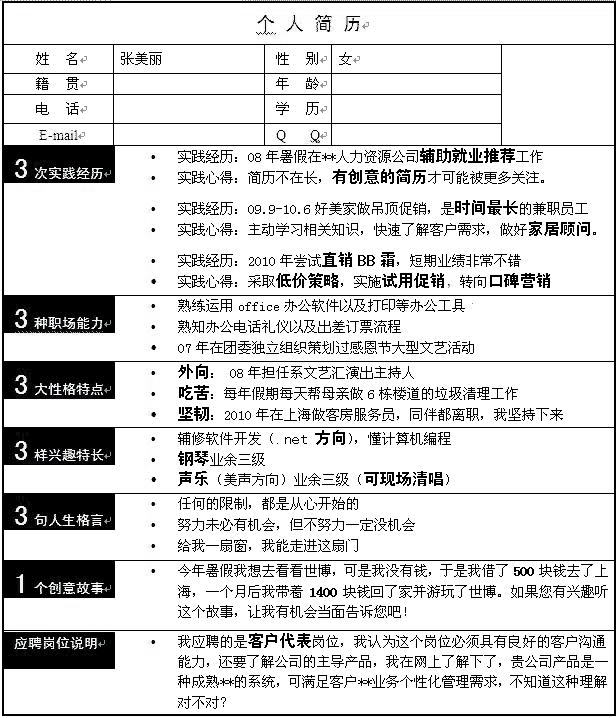 个 人 简 历
姓 名 张美丽 性 别 女
籍 贯 年 龄
电 话 学 历
E-mail Q Q
3 次实践经历
• 实践经历：08 年暑假在**人力资源公司辅助就业推荐工作
• 实践心得：简历不在长，有创意的简历才可能被更多关注。
• 实践经历：09.9-10.6 好美家做吊顶促销，是时间最长的兼职员工
• 实践心得：主动学习相关知识，快速了解客户需求，做好家居顾问。
• 实践经历：2010 年尝试直销 BB 霜，短期业绩非常不错
• 实践心得：采取低价策略，实施试用促销，转向口碑营销
3 种职场能力
• 熟练运用 office 办公软件以及打印等办公工具
• 熟知办公电话礼仪以及出差订票流程
• 07 年在团委独立组织策划过感恩节大型文艺活动
3 大性格特点
• 外向： 08 年担任系文艺汇演出主持人
• 吃苦：每年假期每天帮母亲做 6 栋楼道的垃圾清理工作
• 坚韧：2010 年在上海做客房服务员，同伴都离职，我坚持下来
3 样兴趣特长
• 辅修软件开发（.net 方向），懂计算机编程
• 钢琴业余三级
• 声乐（美声方向）业余三级（可现场清唱）
3 句人生格言
• 任何的限制，都是从心开始的
• 努力未必有机会，但不努力一定没机会
• 给我一扇窗，我能走进这扇门
1 个创意故事
• 今年暑假我想去看看世博，可是我没有钱，于是我借了 500 块钱去了上
海，一个月后我带着 1400 块钱回了家并游玩了世博。如果您有兴趣听
这个故事，让我有机会当面告诉您吧！
应聘岗位说明
• 我应聘的是客户代表岗位，我认为这个岗位必须具有良好的客户沟通
能力，还要了解公司的主导产品，我在网上了解下了，贵公司产品是一
种成熟**的系统，可满足客户**业务个性化管理需求，不知道这种理解
对不对？